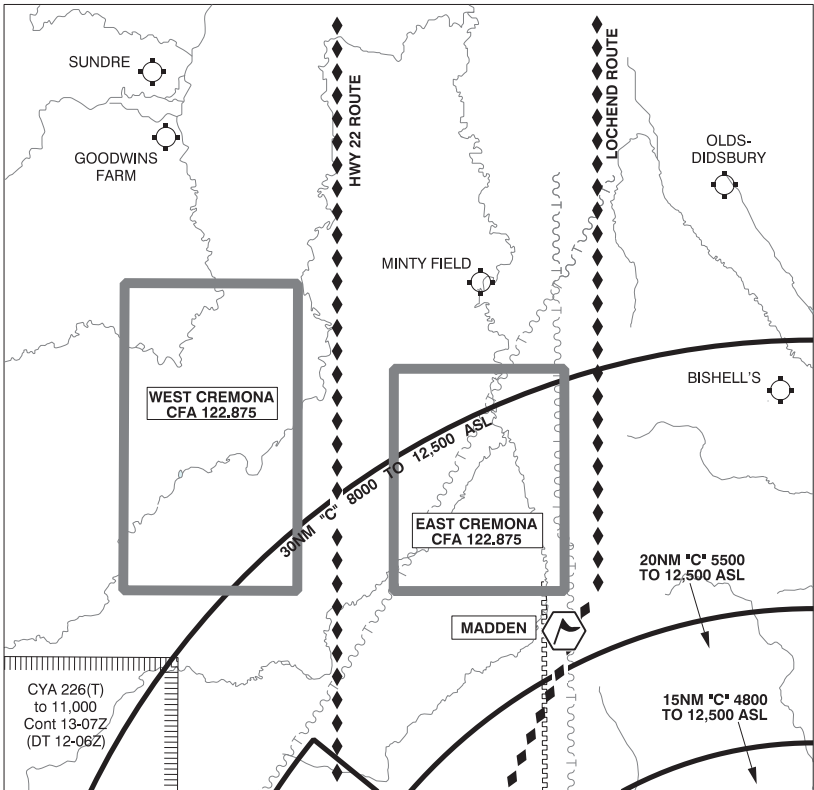 SUNDRE
GOODWINS
FARM
HWY 22 ROUTE
LOCHEND ROUTE
OLDS-
DIDSBURY
MINTY FIELD
BISHELL'S
WEST CREMONA
CFA 122.875
30NM "C" 8000 TO 12,500 ASL
EAST CREMONA
CFA 122.875
20NM "C" 5500
TO 12,500 ASL
MADDEN
CYA 226(T)
to 11,000
Cont 13-07Z
(DT 12-06Z)
15NM "C" 4800
TO 12,500 ASL